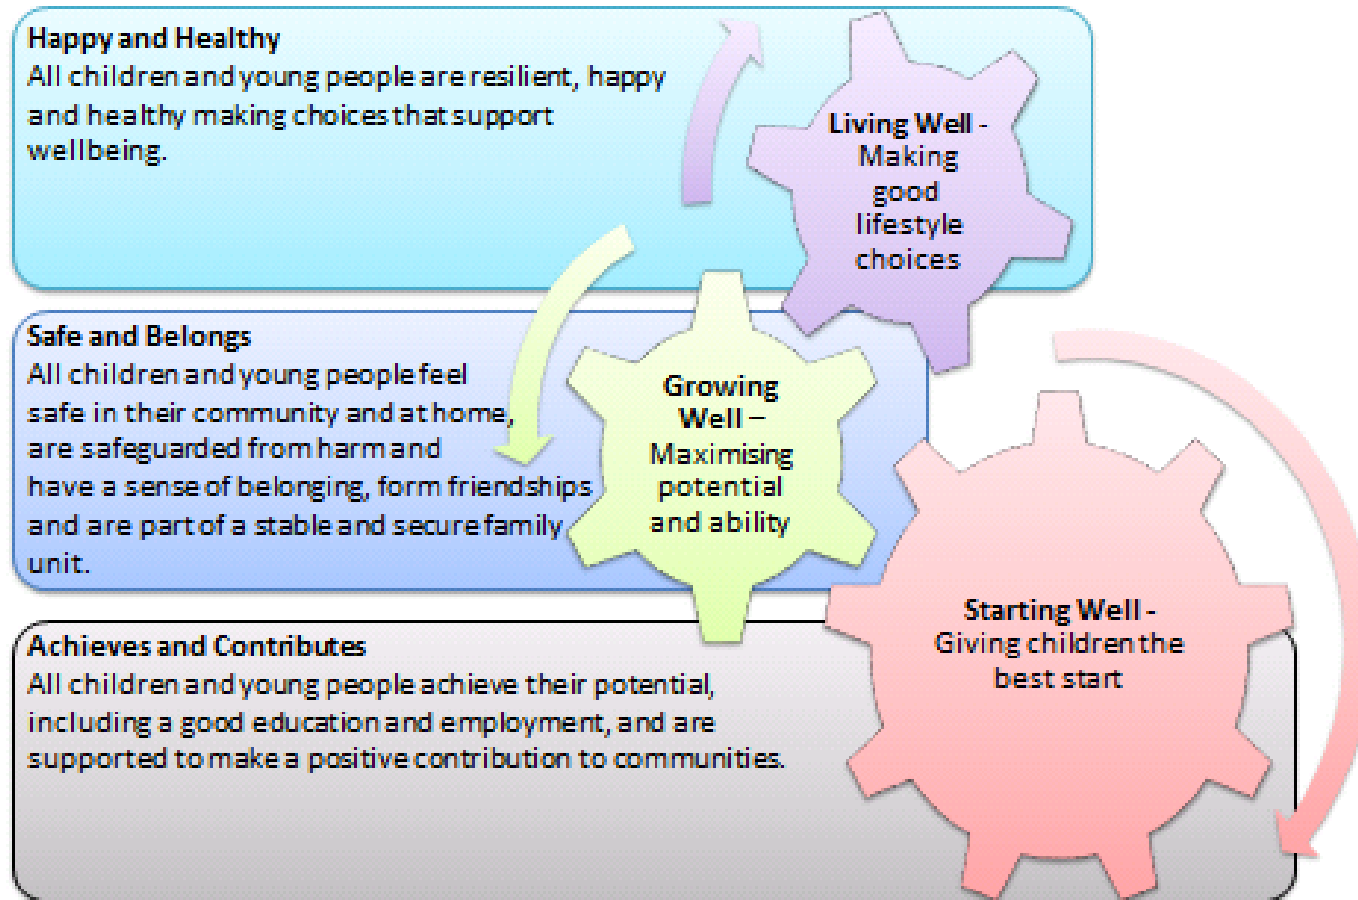 Happy and Healthy
All children and young people are resilient, happy
and healthy making choices that support
wellbeing.
Living Well -
Making
good
lifestyle
choices
Safe and Belongs
All children and young people feel
safe in their community and at home,
are safeguarded from harm and
have a sense of belonging, form friendships
and are part of a stable and secure family
unit.
Growing
Well –
Maximising
potential
and ability
Starting Well -
Giving children the
best start
Achieves and Contributes
All children and young people achieve their potential,
including a good education and employment, and are
supported to make a positive contribution to communities.